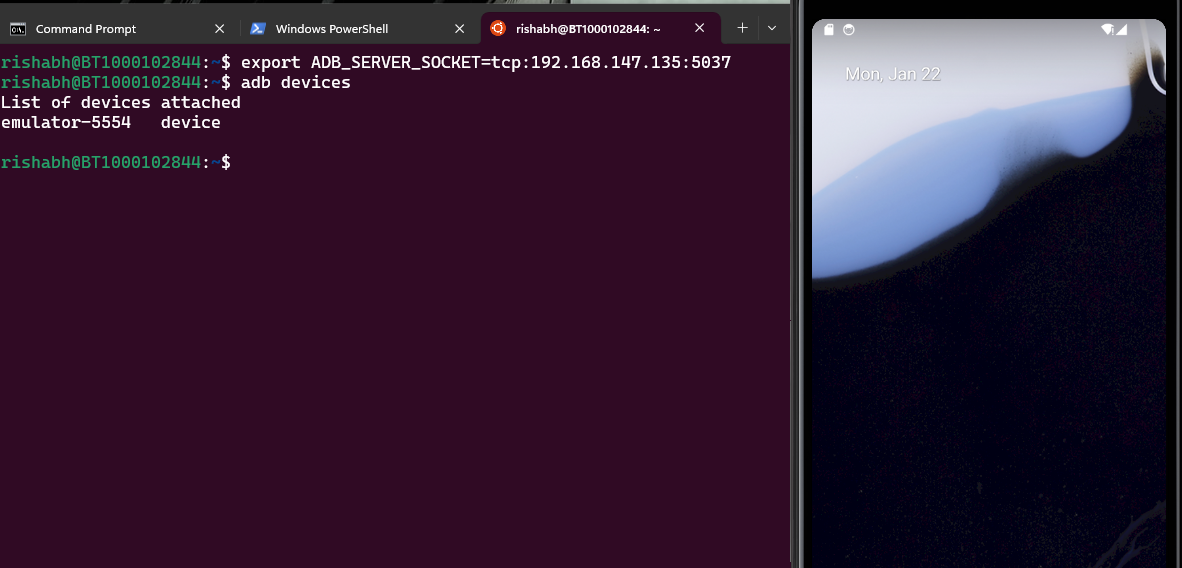 Command Prompt
Windows PowerShell
rishabh@BT1000102844: ~
rishabh@BT1000102844:~$ export ADB_SERVER_SOCKET=tcp:192.168.147.135:5037
rishabh@BT1000102844:~$ adb devices
List of devices attached
emulator-5554   device
rishabh@BT1000102844:~$
Mon, Jan 22